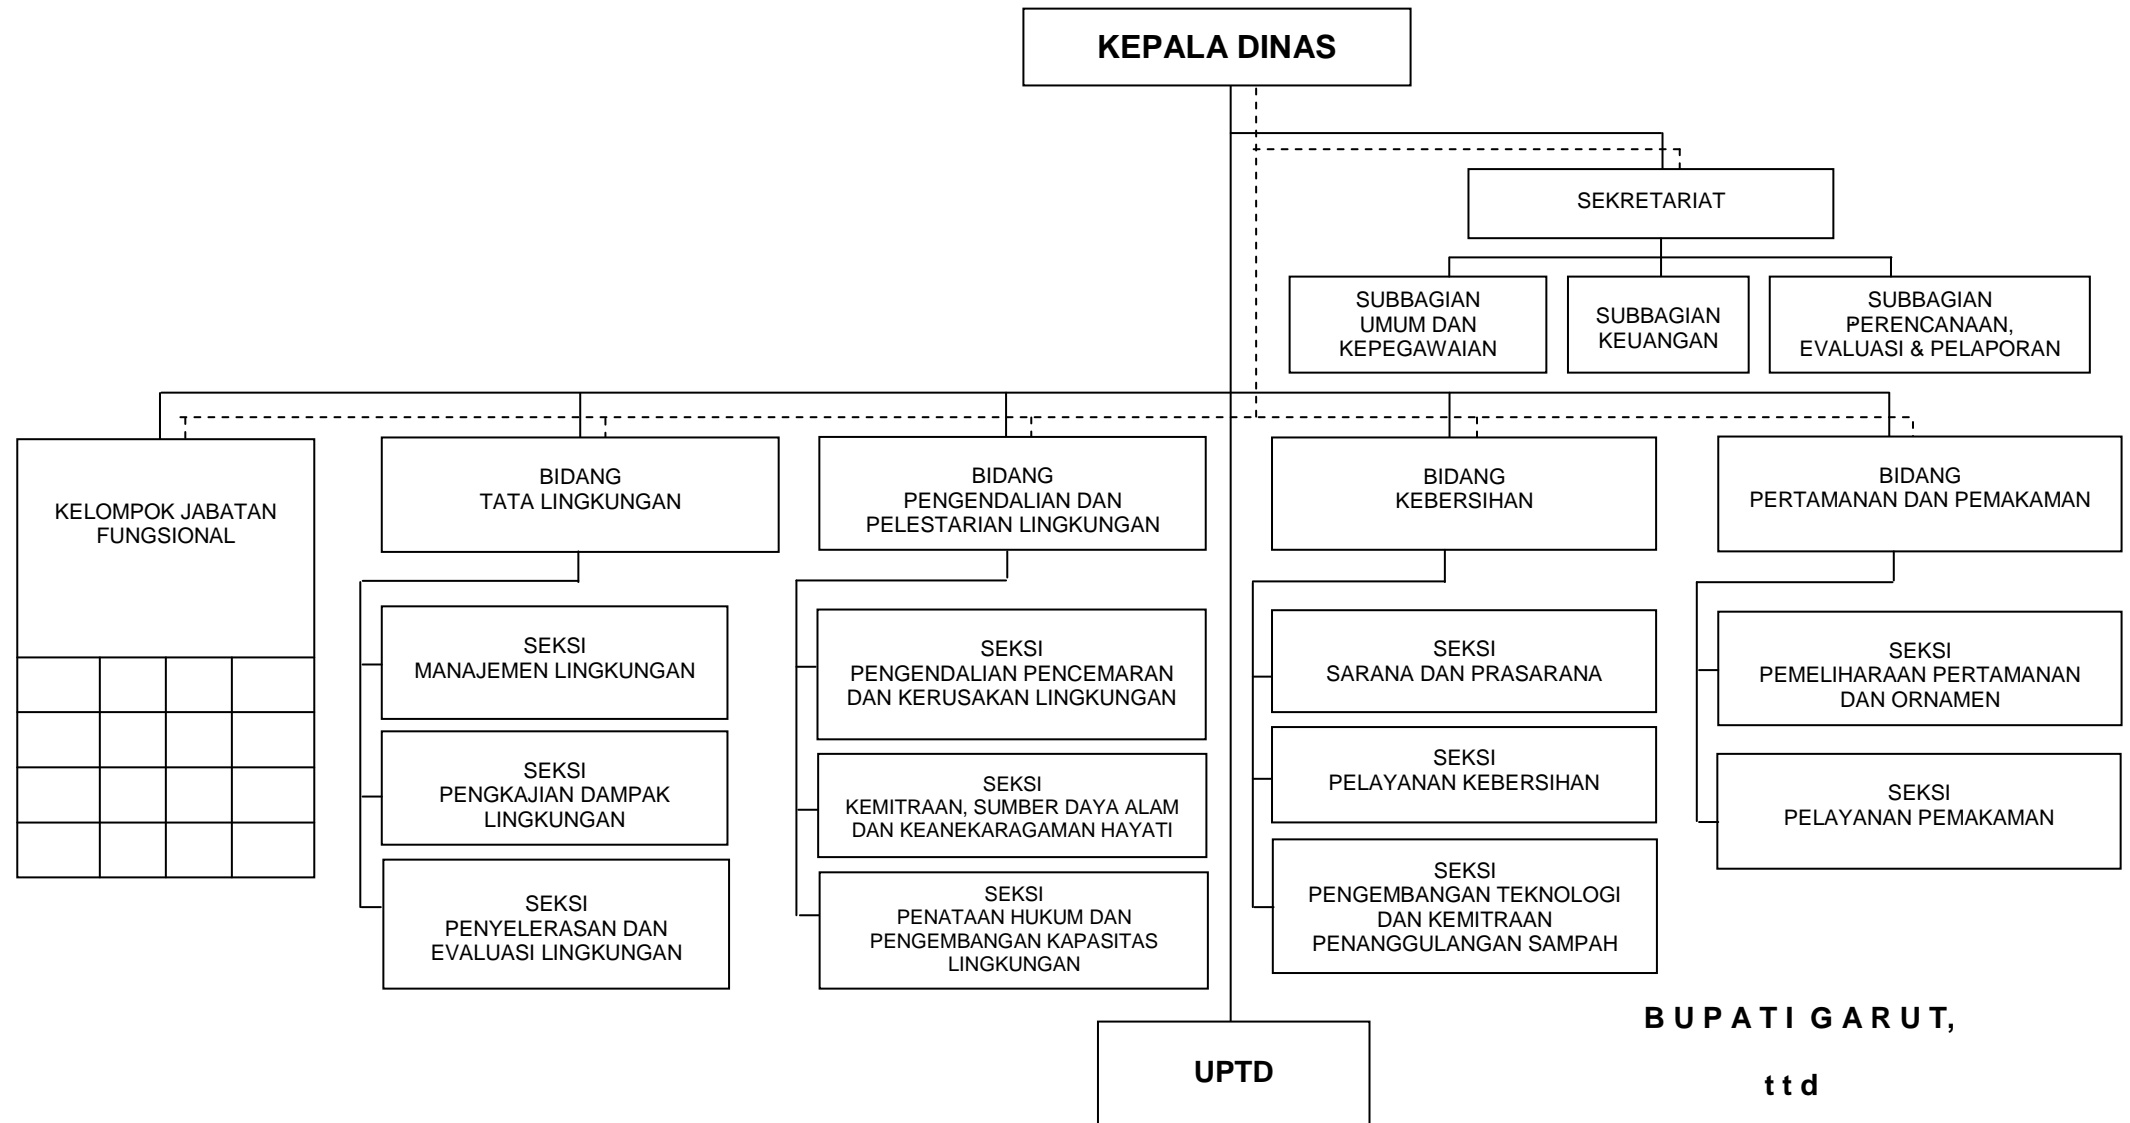 KEPALA DINAS
SEKRETARIAT
SUBBAGIAN
UMUM DAN
KEPEGAWAIAN
SUBBAGIAN
KEUANGAN
SUBBAGIAN
PERENCANAAN,
EVALUASI & PELAPORAN
KELOMPOK JABATAN
FUNGSIONAL
BIDANG
TATA LINGKUNGAN
BIDANG
PENGENDALIAN DAN
PELESTARIAN LINGKUNGAN
BIDANG
KEBERSIHAN
BIDANG
PERTAMANAN DAN PEMAKAMAN
SEKSI
MANAJEMEN LINGKUNGAN
SEKSI
PENGKAJIAN DAMPAK
LINGKUNGAN
SEKSI
PENYELERASAN DAN
EVALUASI LINGKUNGAN
SEKSI
PENGENDALIAN PENCEMARAN
DAN KERUSAKAN LINGKUNGAN
SEKSI
KEMITRAAN, SUMBER DAYA ALAM
DAN KEANEKARAGAMAN HAYATI
SEKSI
PENATAAN HUKUM DAN
PENGEMBANGAN KAPASITAS
LINGKUNGAN
SEKSI
SARANA DAN PRASARANA
SEKSI
PELAYANAN KEBERSIHAN
SEKSI
PENGEMBANGAN TEKNOLOGI
DAN KEMITRAAN
PENANGGULANGAN SAMPAH
SEKSI
PEMELIHARAAN PERTAMANAN
DAN ORNAMEN
SEKSI
PELAYANAN PEMAKAMAN
UPTD
B U P A T I G A R U T,
t t d